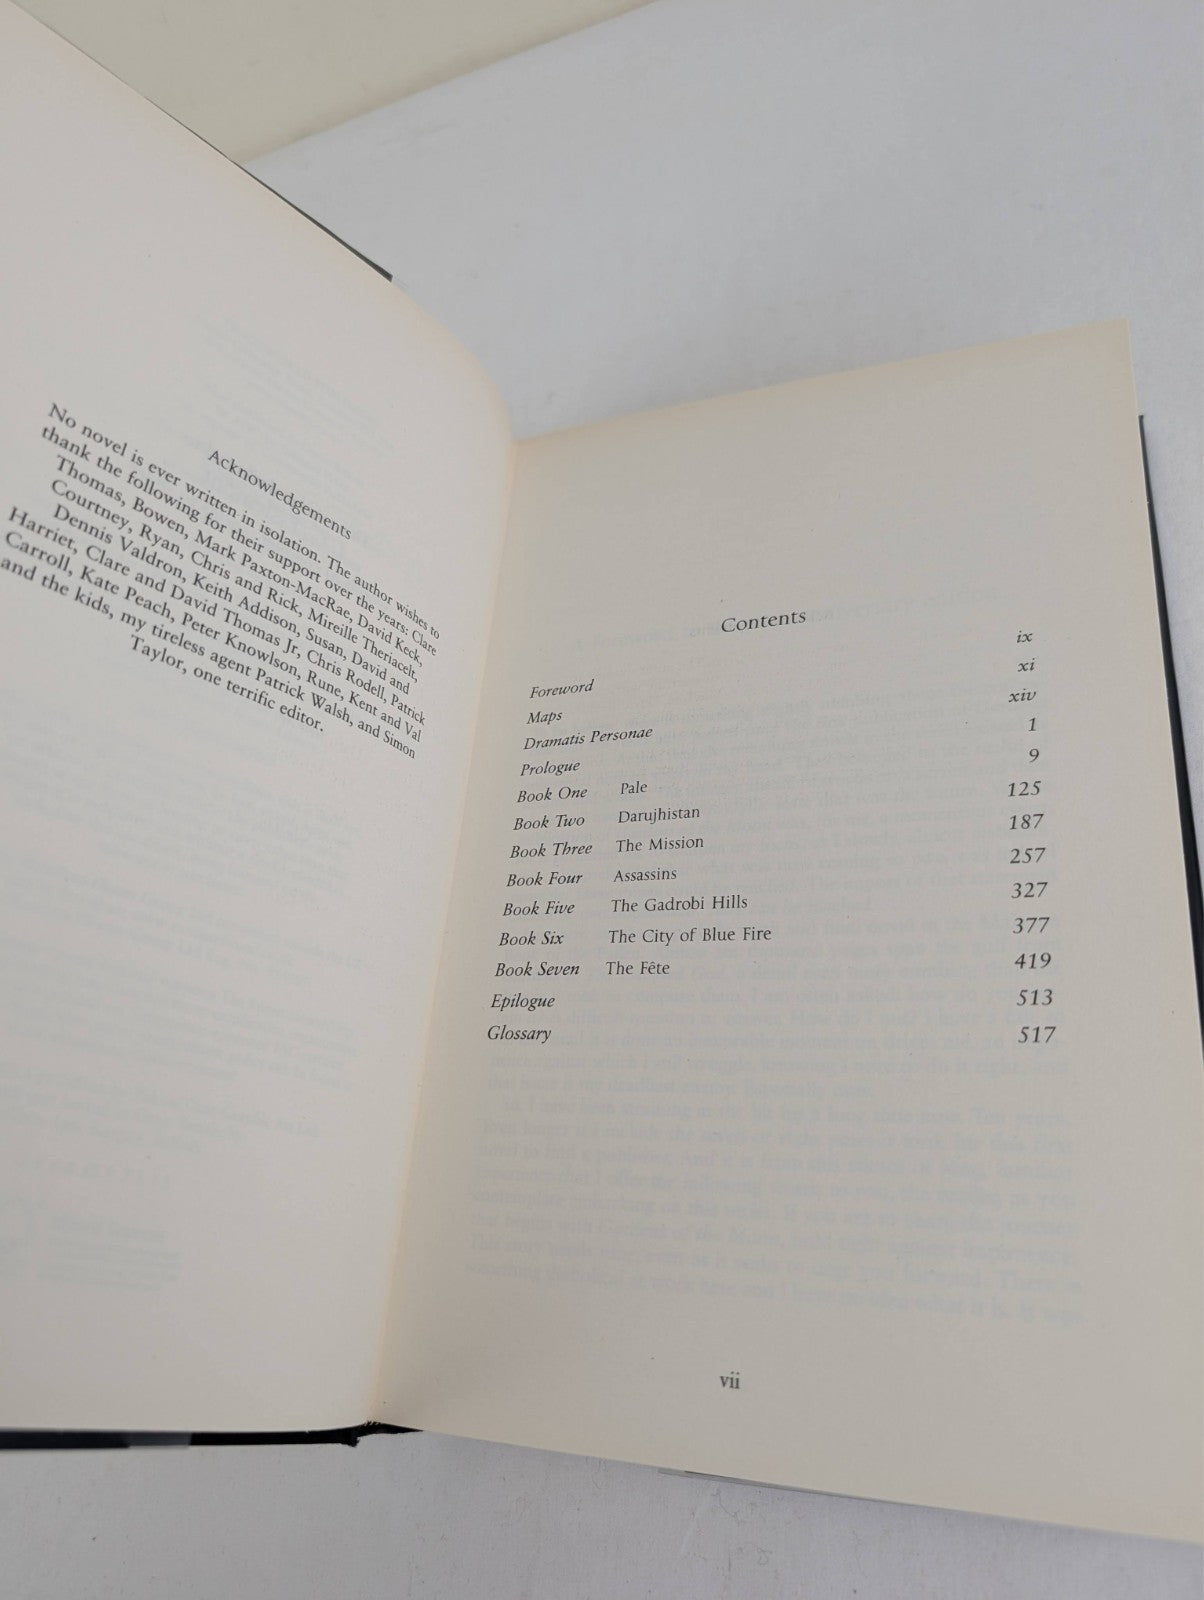 Acknowledgements
No novel is ever written in isolation. The author wishes to
thank the following for their support over the years: Clare
Thomas, Bowen, Mark Paxton-MacRae, David Keck,
Courtney, Ryan, Chris and Rick, Mireille Theriacelt,
Dennis Valdron, Keith Addison, Susan, David and
Harriet, Clare and David Thomas Jr, Chris Rodell, Patrick
Carroll, Kate Peach, Peter Knowlson, Rune, Kent and Val
and the kids, my tireless agent Patrick Walsh, and Simon
Taylor, one terrific editor.
Contents
Foreword ix
Maps xi
Dramatis Personae xiv
Prologue 1
Book One Pale 9
Book Two Darujhistan 125
Book Three The Mission 187
Book Four Assassins 257
Book Five The Gadrobi Hills 327
Book Six The City of Blue Fire 377
Book Seven The Fête 419
Epilogue 513
Glossary 517
vii